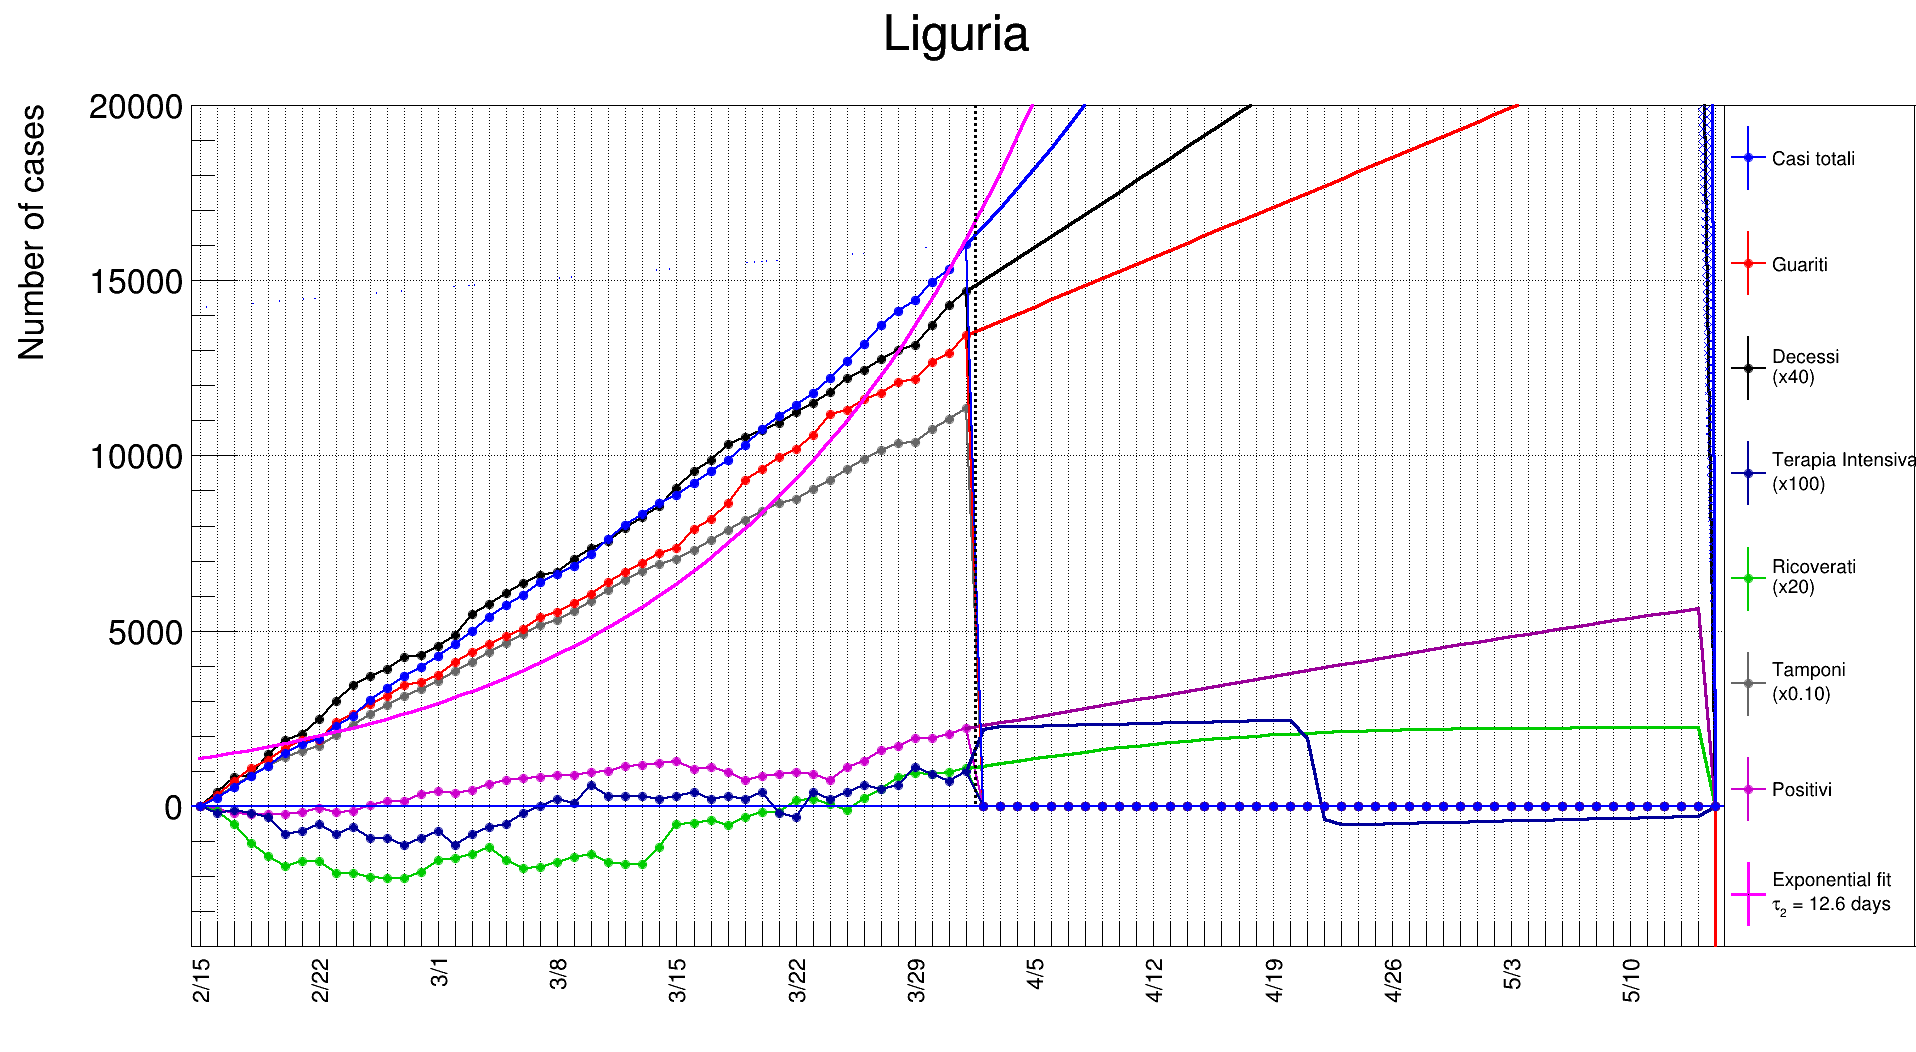 Liguria
Number of cases
20000
15000
10000
5000
0
2/15
2/22
3/1
3/8
3/15
3/22
3/29
4/5
4/12
4/19
4/26
5/3
5/10
Casi totali
Guariti
Decessi
(x40)
Terapia Intensiva
(x100)
Ricoverati
(x20)
Tamponi
(x0.10)
Positivi
Exponential fit
τ2 = 12.6 days